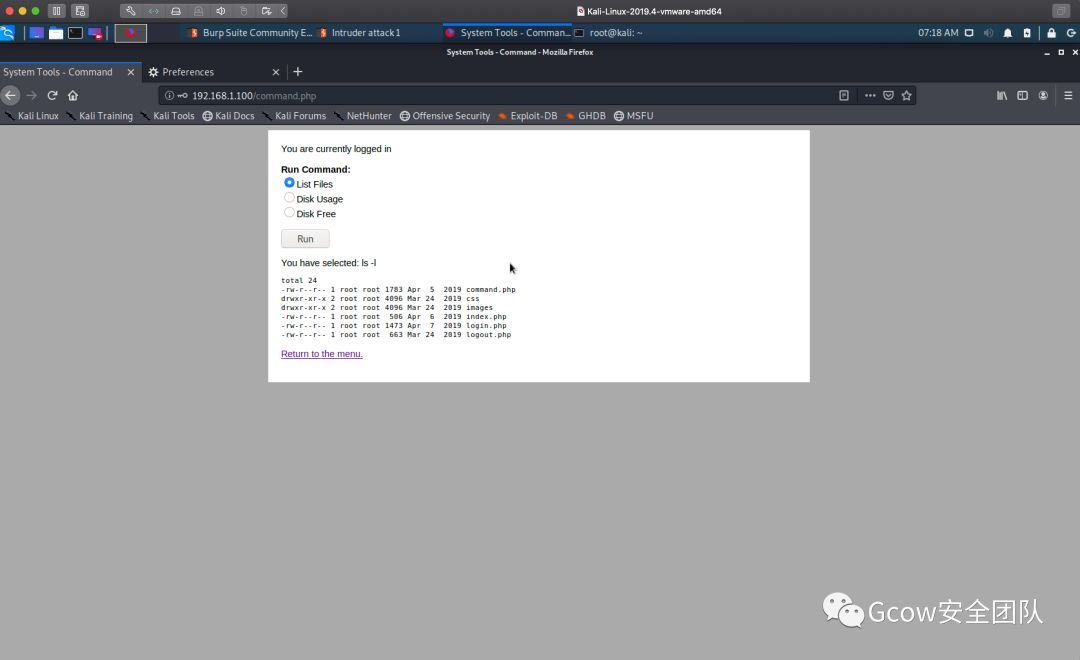 Kali-Linux-2019.4-vmware-amd64
Burp Suite Community E... Intruder attack 1 System Tools - Comman... root@kali: ~ 07:18 AM
System Tools - Command - Mozilla Firefox
System Tools - Command Preferences
192.168.1.100/command.php
Kali Linux Kali Training Kali Tools Kali Docs Kali Forums NetHunter Offensive Security Exploit-DB GHDB MSFU
You are currently logged in
Run Command:
List Files
Disk Usage
Disk Free
Run
You have selected: ls -l
total 24
-rw-r--r-- 1 root root 1783 Apr  5  2019 command.php
drwxr-xr-x 2 root root 4096 Mar 24  2019 css
drwxr-xr-x 2 root root 4096 Mar 24  2019 images
-rw-r--r-- 1 root root  506 Apr  6  2019 index.php
-rw-r--r-- 1 root root 1473 Apr  7  2019 login.php
-rw-r--r-- 1 root root  663 Mar 24  2019 logout.php
Return to the menu.
Gcow安全团队